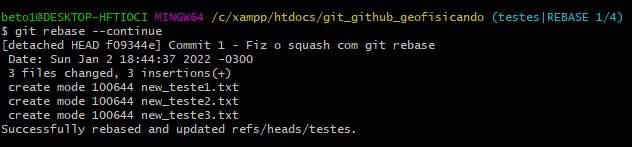 beto1@DESKTOP-HFTIOCI MINGW64 /c/xampp/htdocs/git_github_geofisicando (testes|REBASE 1/4)
$ git rebase --continue
[detached HEAD f09344e] Commit 1 - Fiz o squash com git rebase
 Date: Sun Jan 2 18:44:37 2022 -0300
 3 files changed, 3 insertions(+)
 create mode 100644 new_teste1.txt
 create mode 100644 new_teste2.txt
 create mode 100644 new_teste3.txt
Successfully rebased and updated refs/heads/testes.